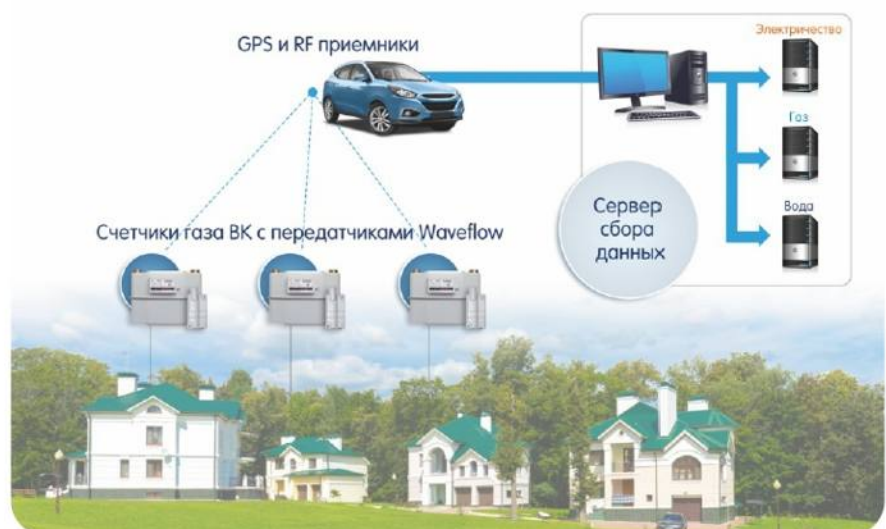 GPS и RF приемники
Электричество
Газ
Вода
Сервер
сбора
данных
Счетчики газа ВК с передатчиками Waveflow